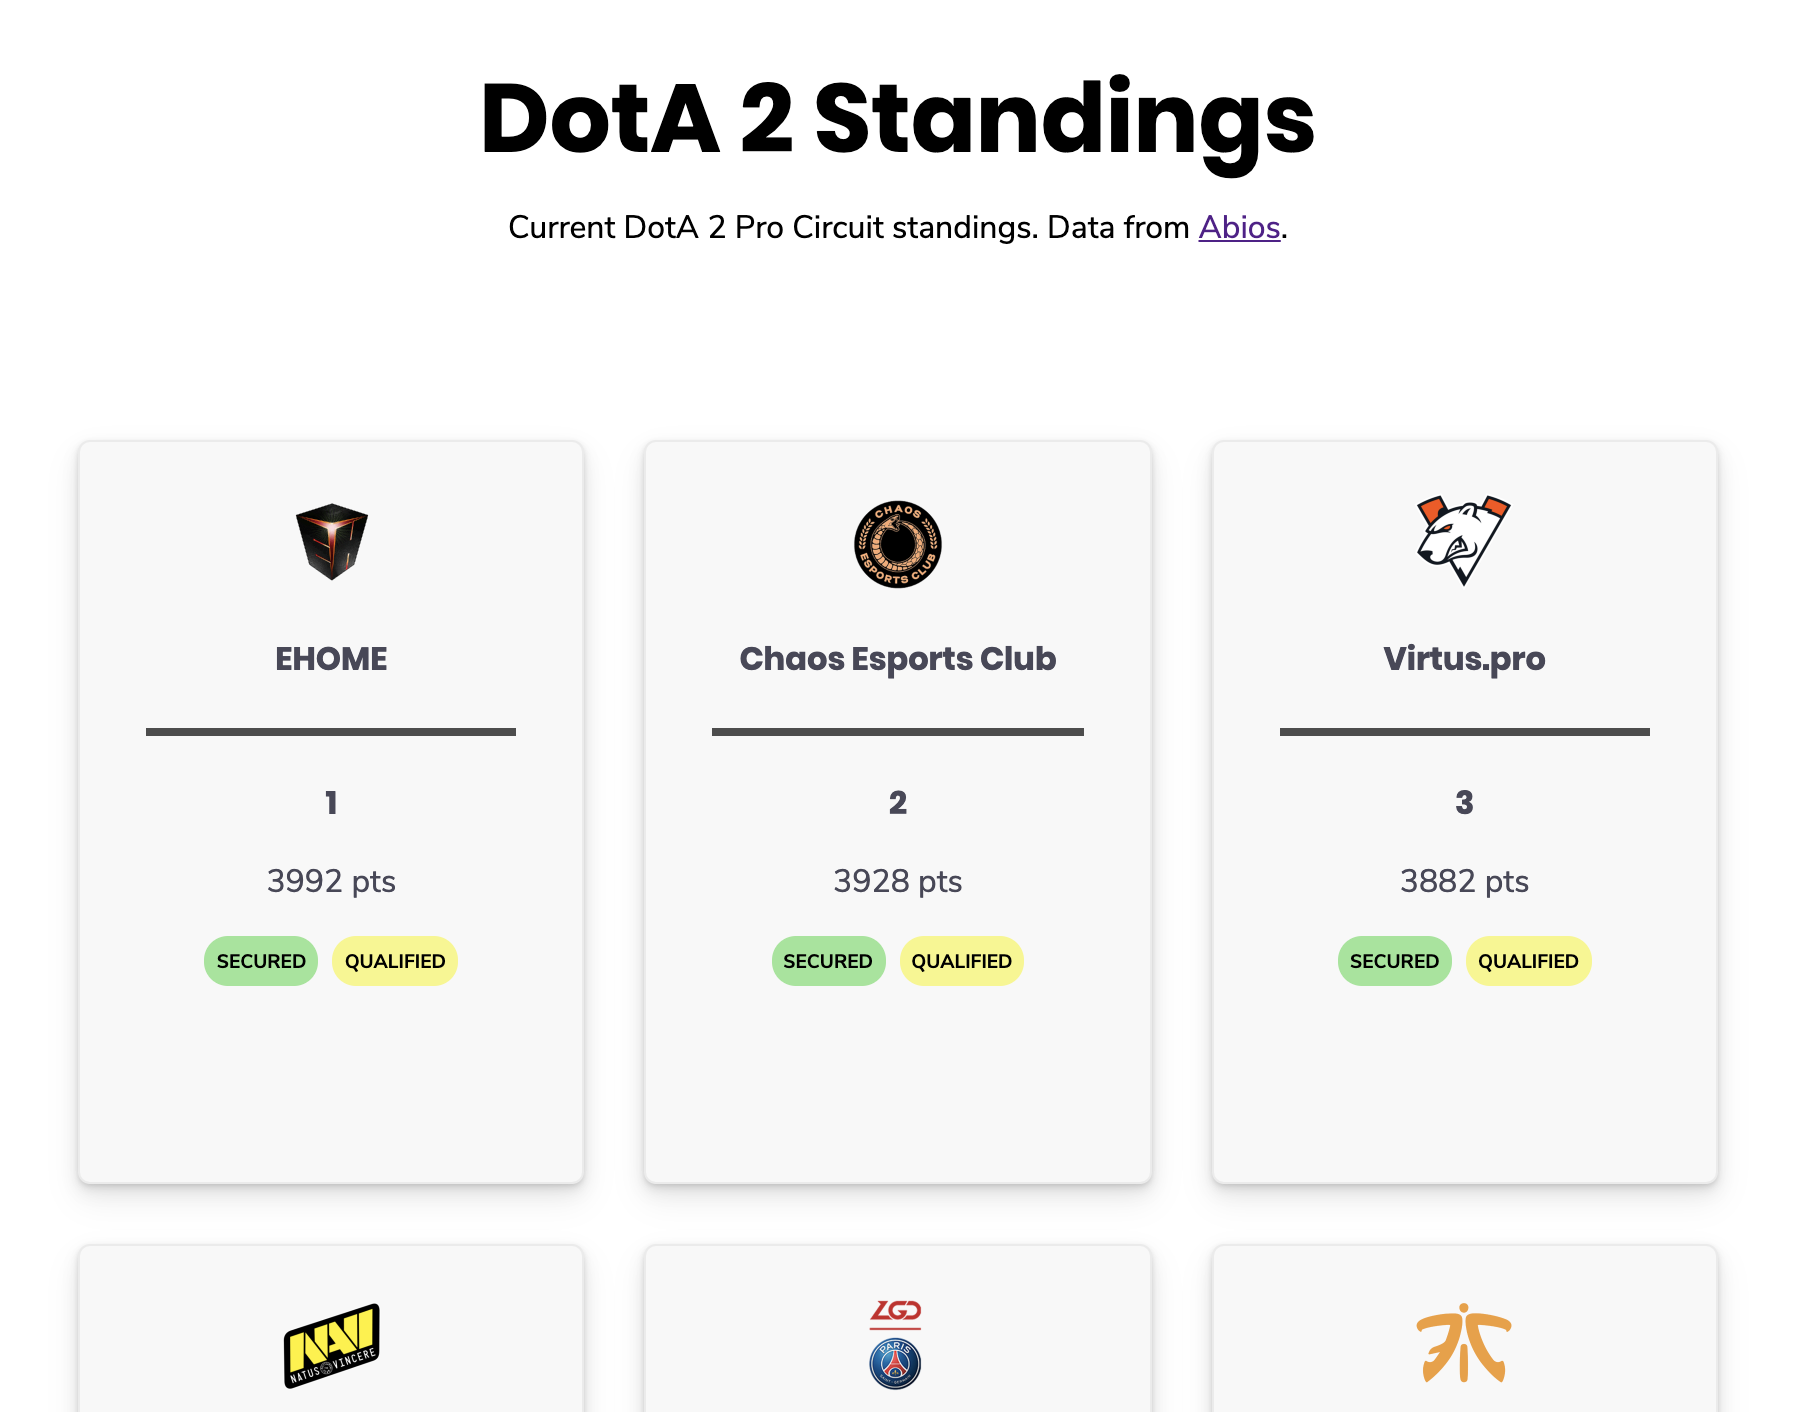 DotA 2 Standings
Current DotA 2 Pro Circuit standings. Data from Abios.
CHAOS
ESPORTS CLUB
EHOME
Chaos Esports Club
Virtus.pro
1
2
3
3992 pts
3928 pts
3882 pts
SECURED QUALIFIED
SECURED QUALIFIED
SECURED QUALIFIED
NAVI
NATUS VINCERE
LGD
PARIS